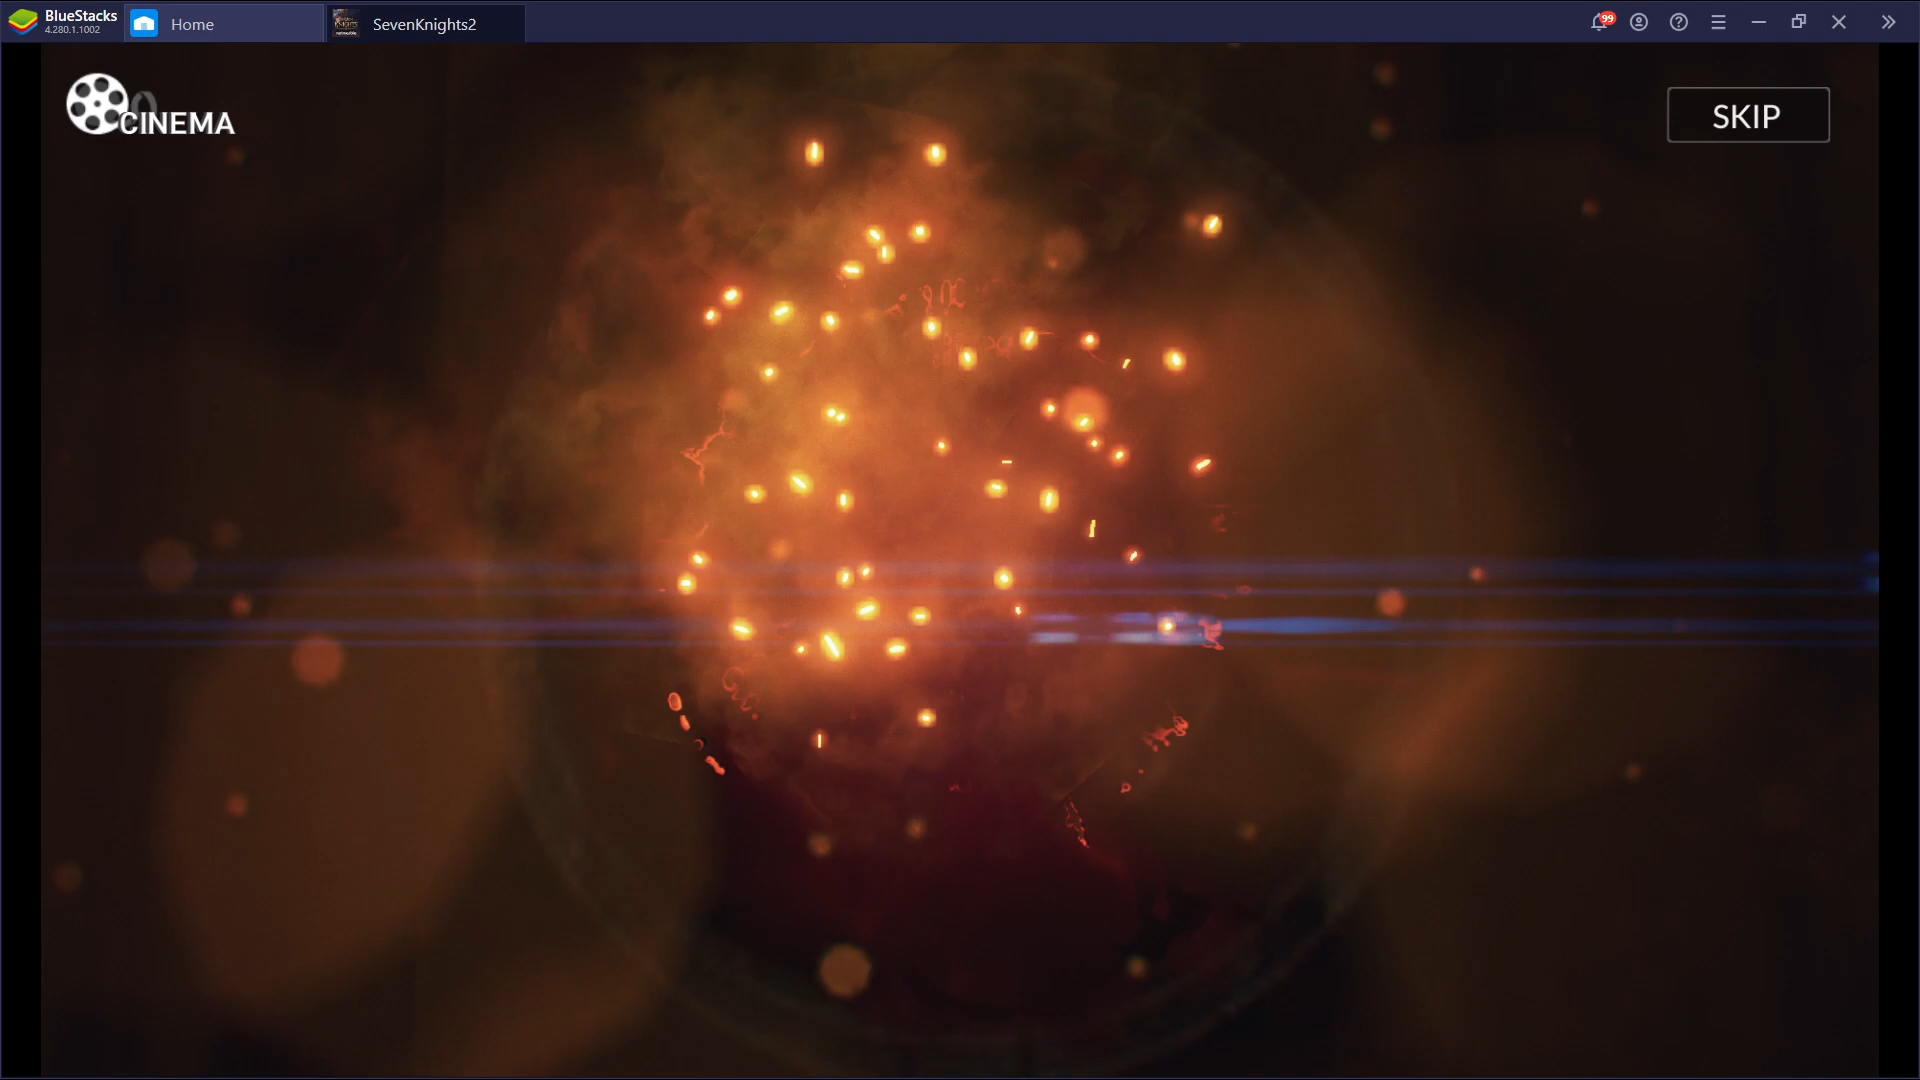 BlueStacks
4.280.1.1002
Home
SevenKnights2
99
CINEMA
SKIP